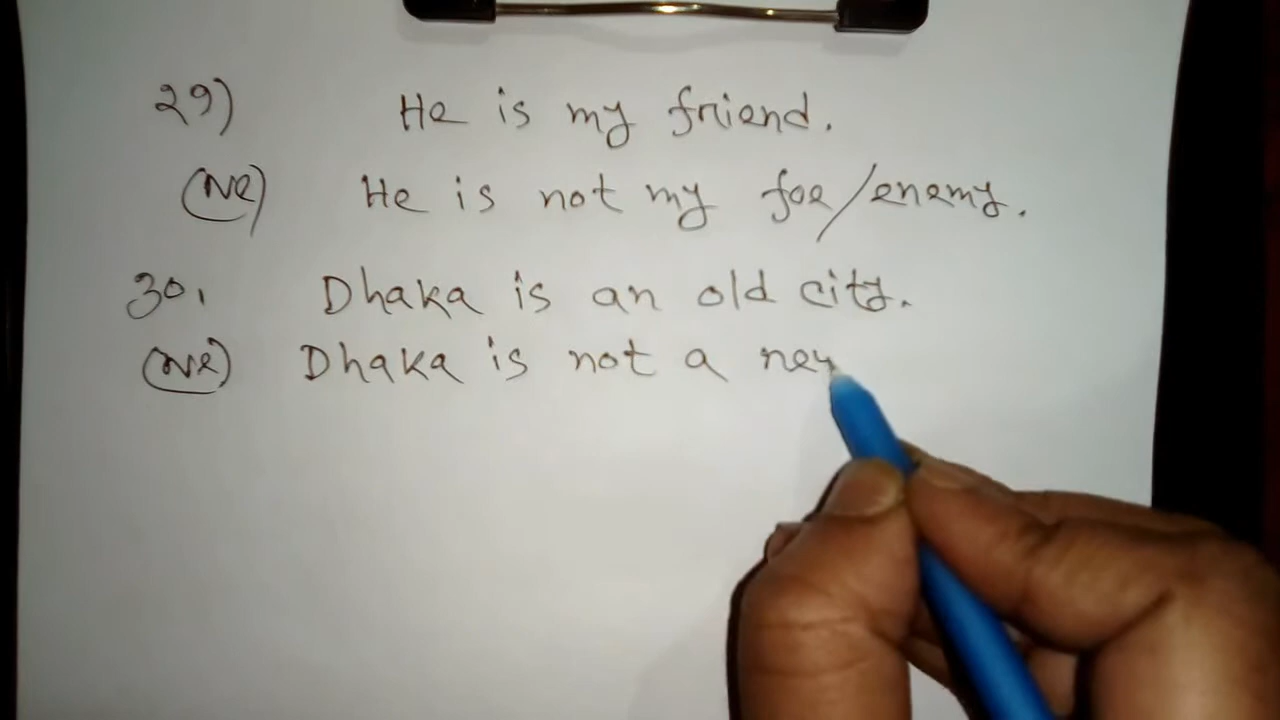 29) He is my friend.
(Ne) He is not my foe/enemy.
30, Dhaka is an old city.
(Ne) Dhaka is not a new